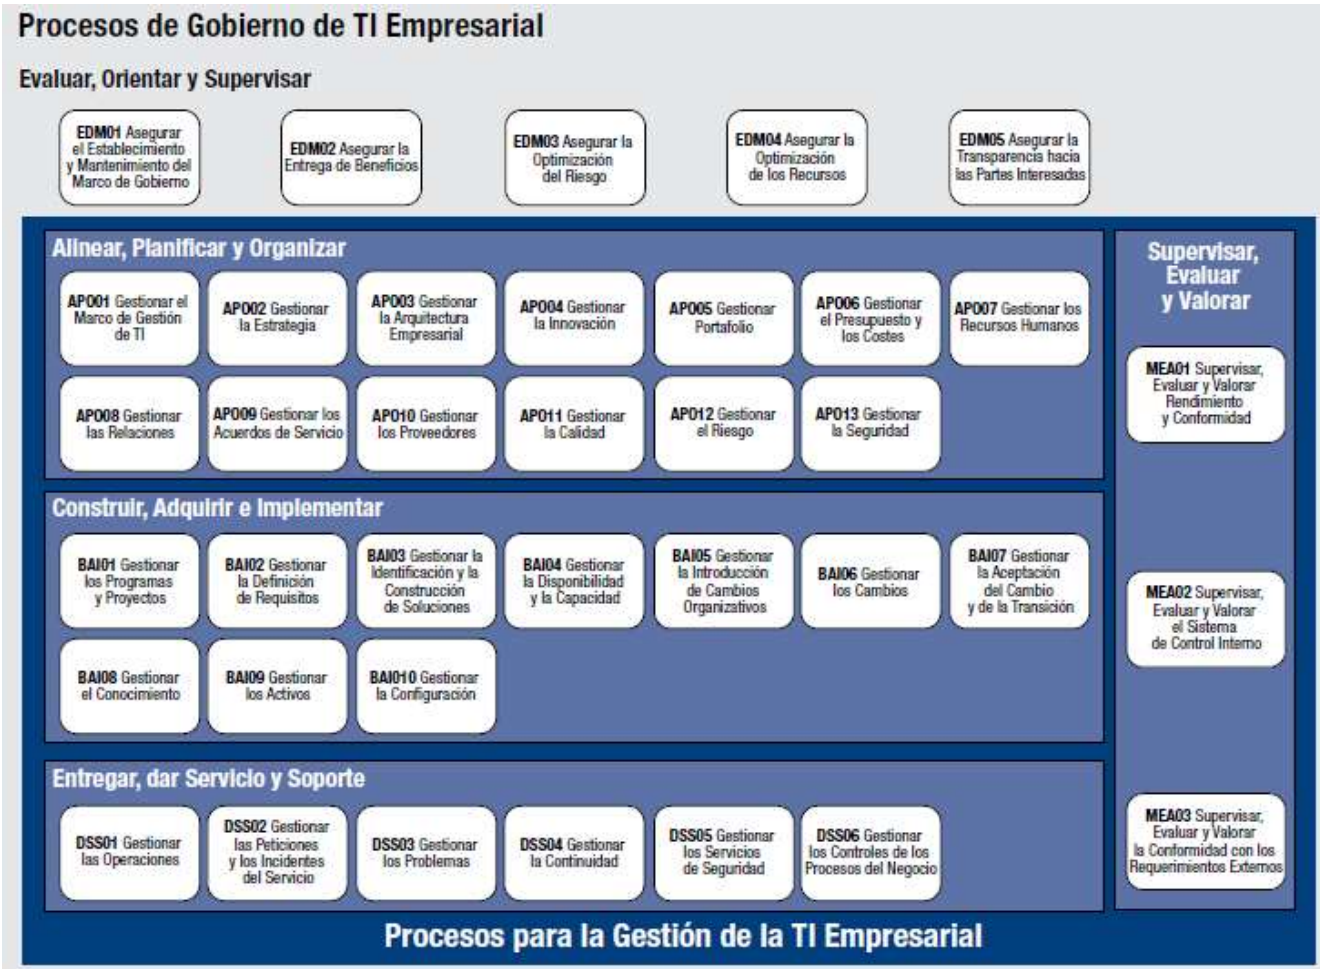 Procesos de Gobierno de TI Empresarial
Evaluar, Orientar y Supervisar
EDM01 Asegurar
el Establecimiento
y Mantenimiento del
Marco de Gobierno
EDM02 Asegurar la
Entrega de Beneficios
EDM03 Asegurar la
Optimización
del Riesgo
EDM04 Asegurar la
Optimización
de los Recursos
EDM05 Asegurar la
Transparencia hacia
las Partes Interesadas
Alinear, Planificar y Organizar
APO01 Gestionar el
Marco de Gestión
de TI
APO02 Gestionar
la Estrategia
APO03 Gestionar
la Arquitectura
Empresarial
APO04 Gestionar
la Innovación
APO05 Gestionar
Portafolio
APO06 Gestionar
el Presupuesto y
los Costes
APO07 Gestionar los
Recursos Humanos
APO08 Gestionar
las Relaciones
APO09 Gestionar los
Acuerdos de Servicio
APO10 Gestionar
los Proveedores
APO11 Gestionar
la Calidad
APO12 Gestionar
el Riesgo
APO13 Gestionar
la Seguridad
Construir, Adquirir e Implementar
BAI01 Gestionar
los Programas
y Proyectos
BAI02 Gestionar
la Definición
de Requisitos
BAI03 Gestionar la
Identificación y la
Construcción
de Soluciones
BAI04 Gestionar
la Disponibilidad
y la Capacidad
BAI05 Gestionar
la Introducción
de Cambios
Organizativos
BAI06 Gestionar
los Cambios
BAI07 Gestionar
la Aceptación
del Cambio
y de la Transición
BAI08 Gestionar
el Conocimiento
BAI09 Gestionar
los Activos
BAI010 Gestionar
la Configuración
Entregar, dar Servicio y Soporte
DSS01 Gestionar
las Operaciones
DSS02 Gestionar
las Peticiones
y los Incidentes
del Servicio
DSS03 Gestionar
los Problemas
DSS04 Gestionar
la Continuidad
DSS05 Gestionar
los Servicios
de Seguridad
DSS06 Gestionar
los Controles de los
Procesos del Negocio
Supervisar,
Evaluar
y Valorar
MEA01 Supervisar,
Evaluar y Valorar
Rendimiento
y Conformidad
MEA02 Supervisar,
Evaluar y Valorar
el Sistema
de Control Interno
MEA03 Supervisar,
Evaluar y Valorar
la Conformidad con los
Requerimientos Externos
Procesos para la Gestión de la TI Empresarial